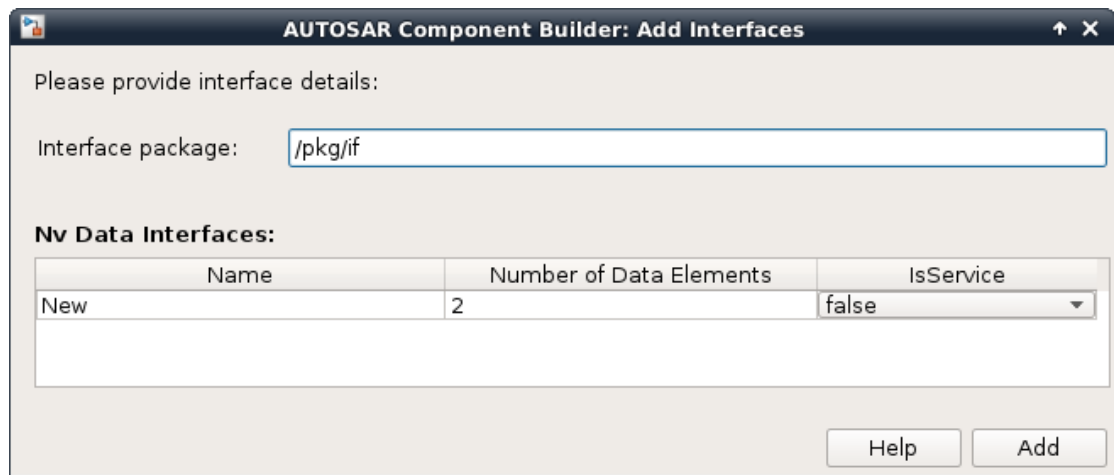 AUTOSAR Component Builder: Add Interfaces
Please provide interface details:
Interface package: /pkg/if
Nv Data Interfaces:
Name Number of Data Elements IsService
New 2 false
Help Add